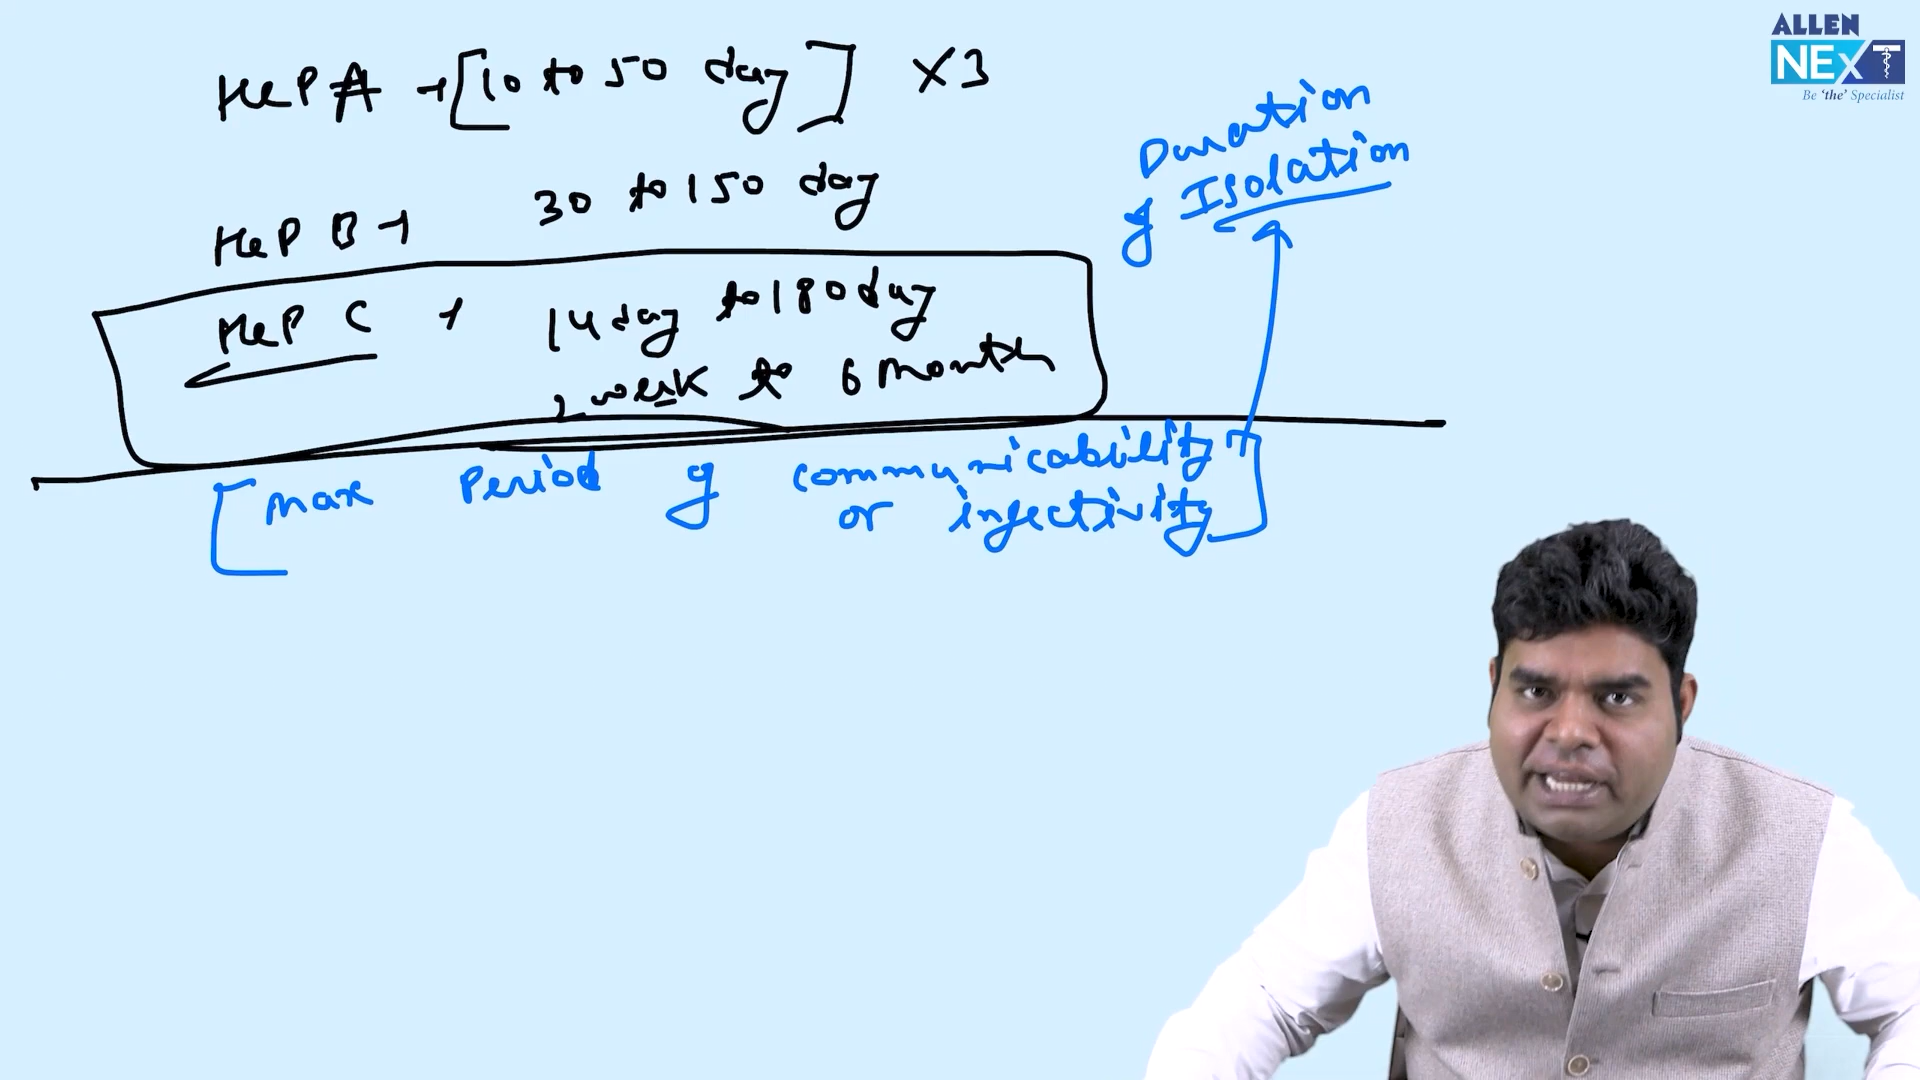 Hep A → [10 to 50 day] x3
Hep B → 30 to 150 day
Hep C → 14 day to 180 day
2 week to 6 month
Duration
of Isolation
[max Period of communicability
or infectivity]
ALLEN
NEXT
Be 'the' Specialist